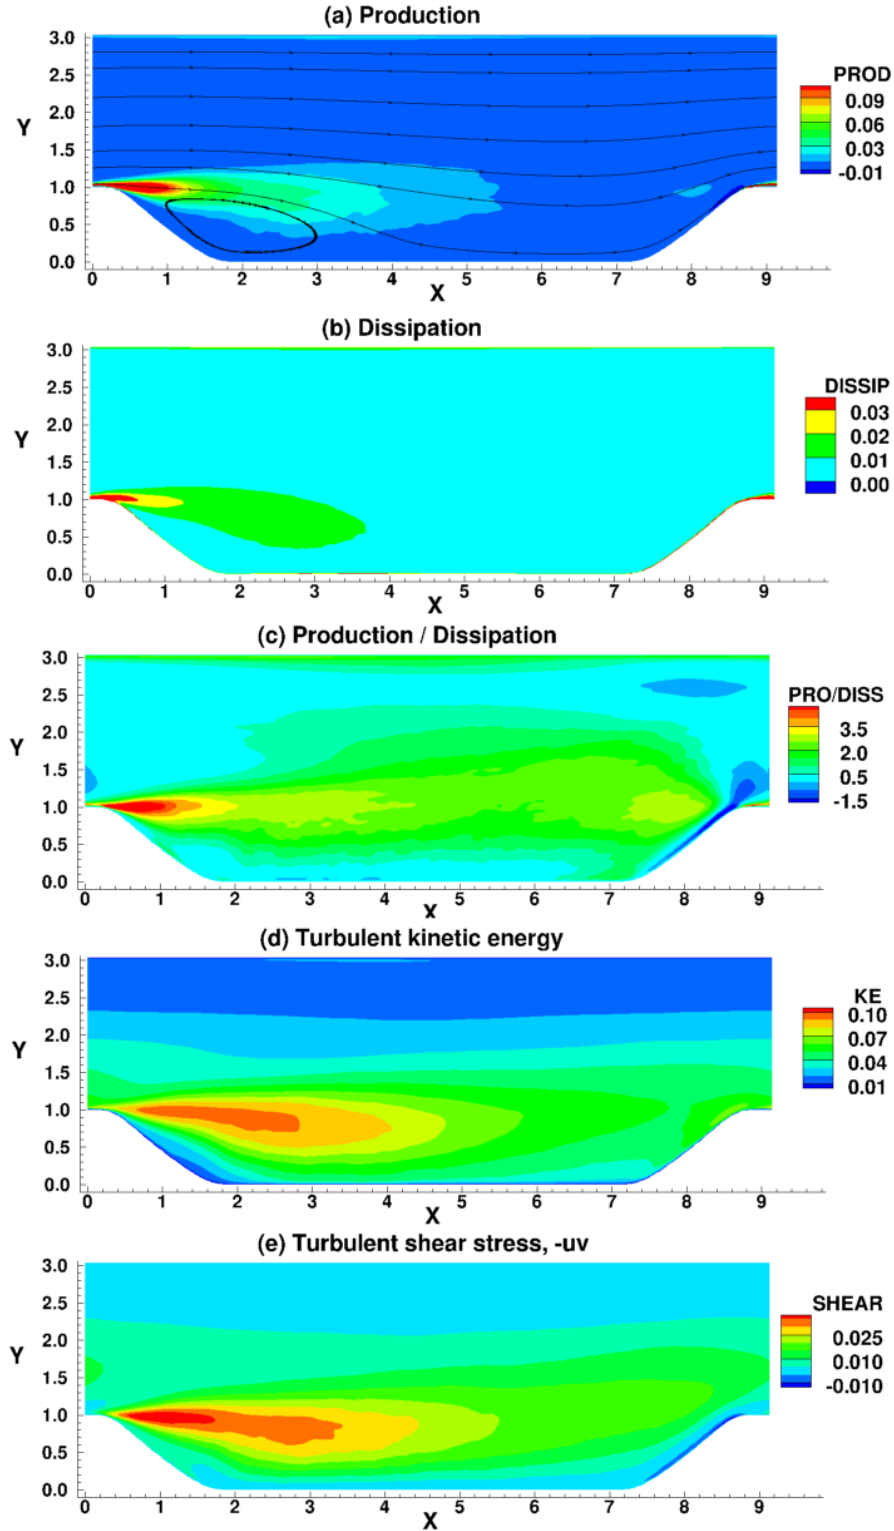 (a) Production
3.0
2.5
2.0
1.5
1.0
0.5
0.0
Y
0 1 2 3 4 5 6 7 8 9
X
PROD
0.09
0.06
0.03
-0.01
(b) Dissipation
3.0
2.5
2.0
1.5
1.0
0.5
0.0
Y
0 1 2 3 4 5 6 7 8 9
X
DISSIP
0.03
0.02
0.01
0.00
(c) Production / Dissipation
3.0
2.5
2.0
1.5
1.0
0.5
0.0
Y
0 1 2 3 4 5 6 7 8 9
X
PRO/DISS
3.5
2.0
0.5
-1.5
(d) Turbulent kinetic energy
3.0
2.5
2.0
1.5
1.0
0.5
0.0
Y
0 1 2 3 4 5 6 7 8 9
X
KE
0.10
0.07
0.04
0.01
(e) Turbulent shear stress, -uv
3.0
2.5
2.0
1.5
1.0
0.5
0.0
Y
0 1 2 3 4 5 6 7 8 9
X
SHEAR
0.025
0.010
-0.010